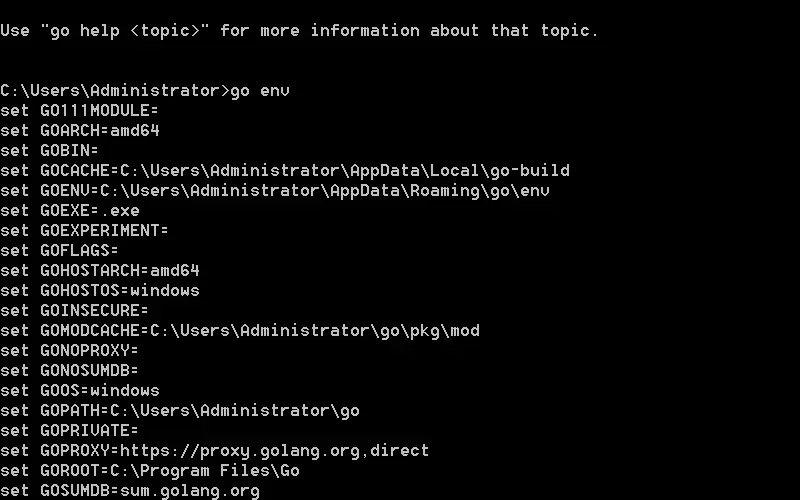 Use "go help <topic>" for more information about that topic.
C:\Users\Administrator>go env
set GO111MODULE=
set GOARCH=amd64
set GOBIN=
set GOCACHE=C:\Users\Administrator\AppData\Local\go-build
set GOENV=C:\Users\Administrator\AppData\Roaming\go\env
set GOEXE=.exe
set GOEXPERIMENT=
set GOFLAGS=
set GOHOSTARCH=amd64
set GOHOSTOS=windows
set GOINSECURE=
set GOMODCACHE=C:\Users\Administrator\go\pkg\mod
set GONOPROXY=
set GONOSUMDB=
set GOOS=windows
set GOPATH=C:\Users\Administrator\go
set GOPRIVATE=
set GOPROXY=https://proxy.golang.org,direct
set GOROOT=C:\Program Files\Go
set GOSUMDB=sum.golang.org